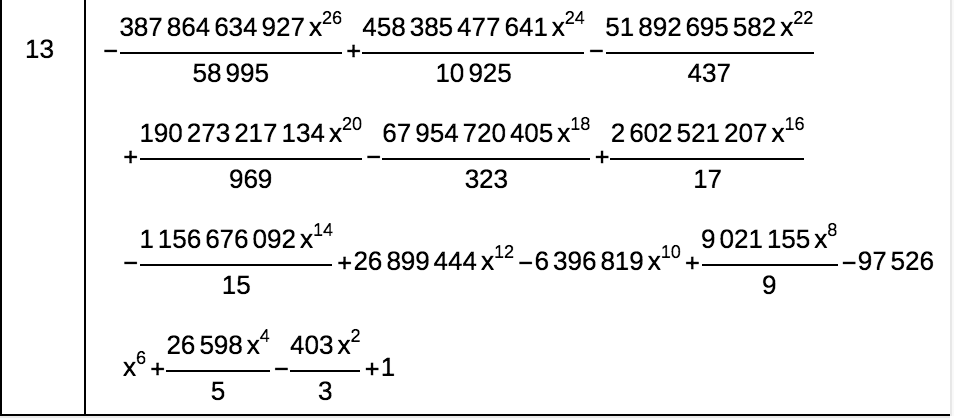 13 −387 864 634 927 x^26/58 995 + 458 385 477 641 x^24/10 925 − 51 892 695 582 x^22/437
+ 190 273 217 134 x^20/969 − 67 954 720 405 x^18/323 + 2 602 521 207 x^16/17
− 1 156 676 092 x^14/15 + 26 899 444 x^12 − 6 396 819 x^10 + 9 021 155 x^8/9 − 97 526
x^6 + 26 598 x^4/5 − 403 x^2/3 + 1